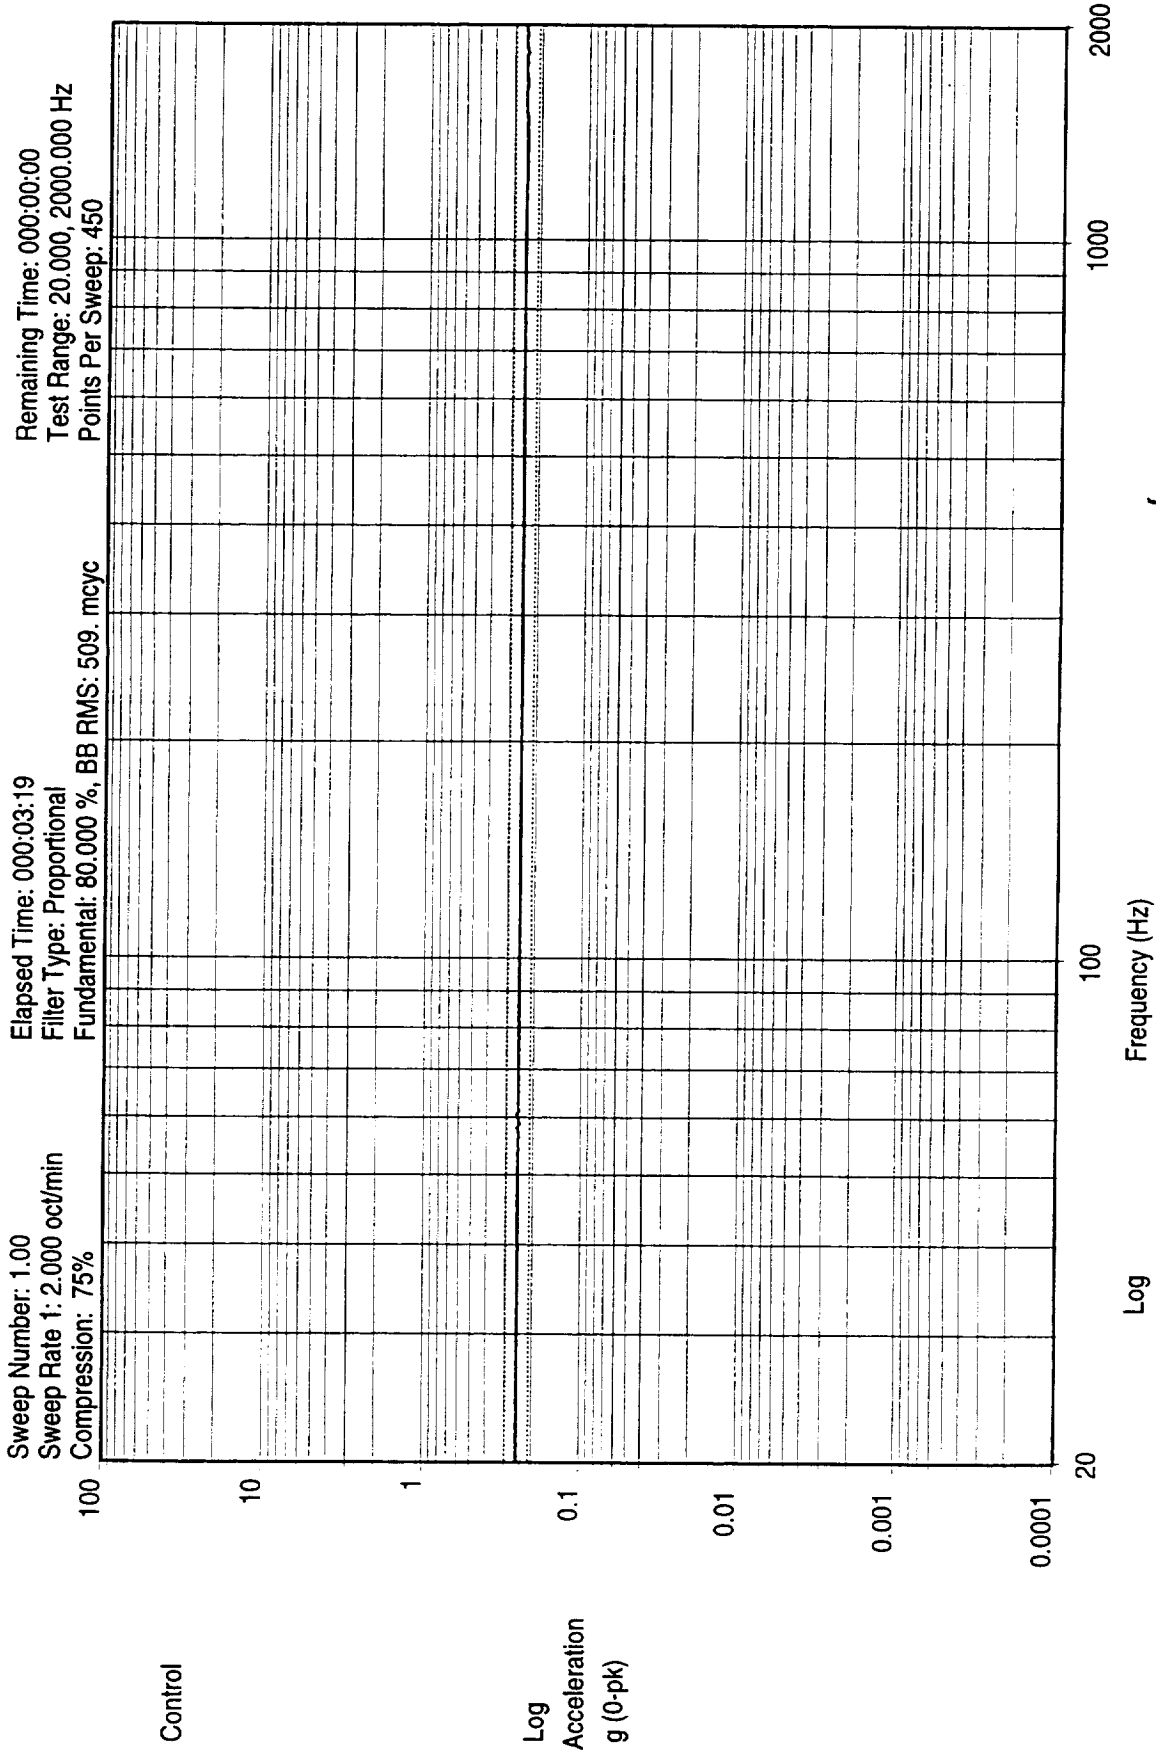 Sweep Number: 1.00
Sweep Rate 1: 2.000 oct/min
Compression: 75%
Elapsed Time: 000:03:19
Filter Type: Proportional
Fundamental: 80.000 %, BB RMS: 509. mcyc
Remaining Time: 000:00:00
Test Range: 20.000, 2000.000 Hz
Points Per Sweep: 450
Control
Log
Acceleration
g (0-pk)
100
10
1
0.1
0.01
0.001
0.0001
20
100
1000
2000
Log
Frequency (Hz)